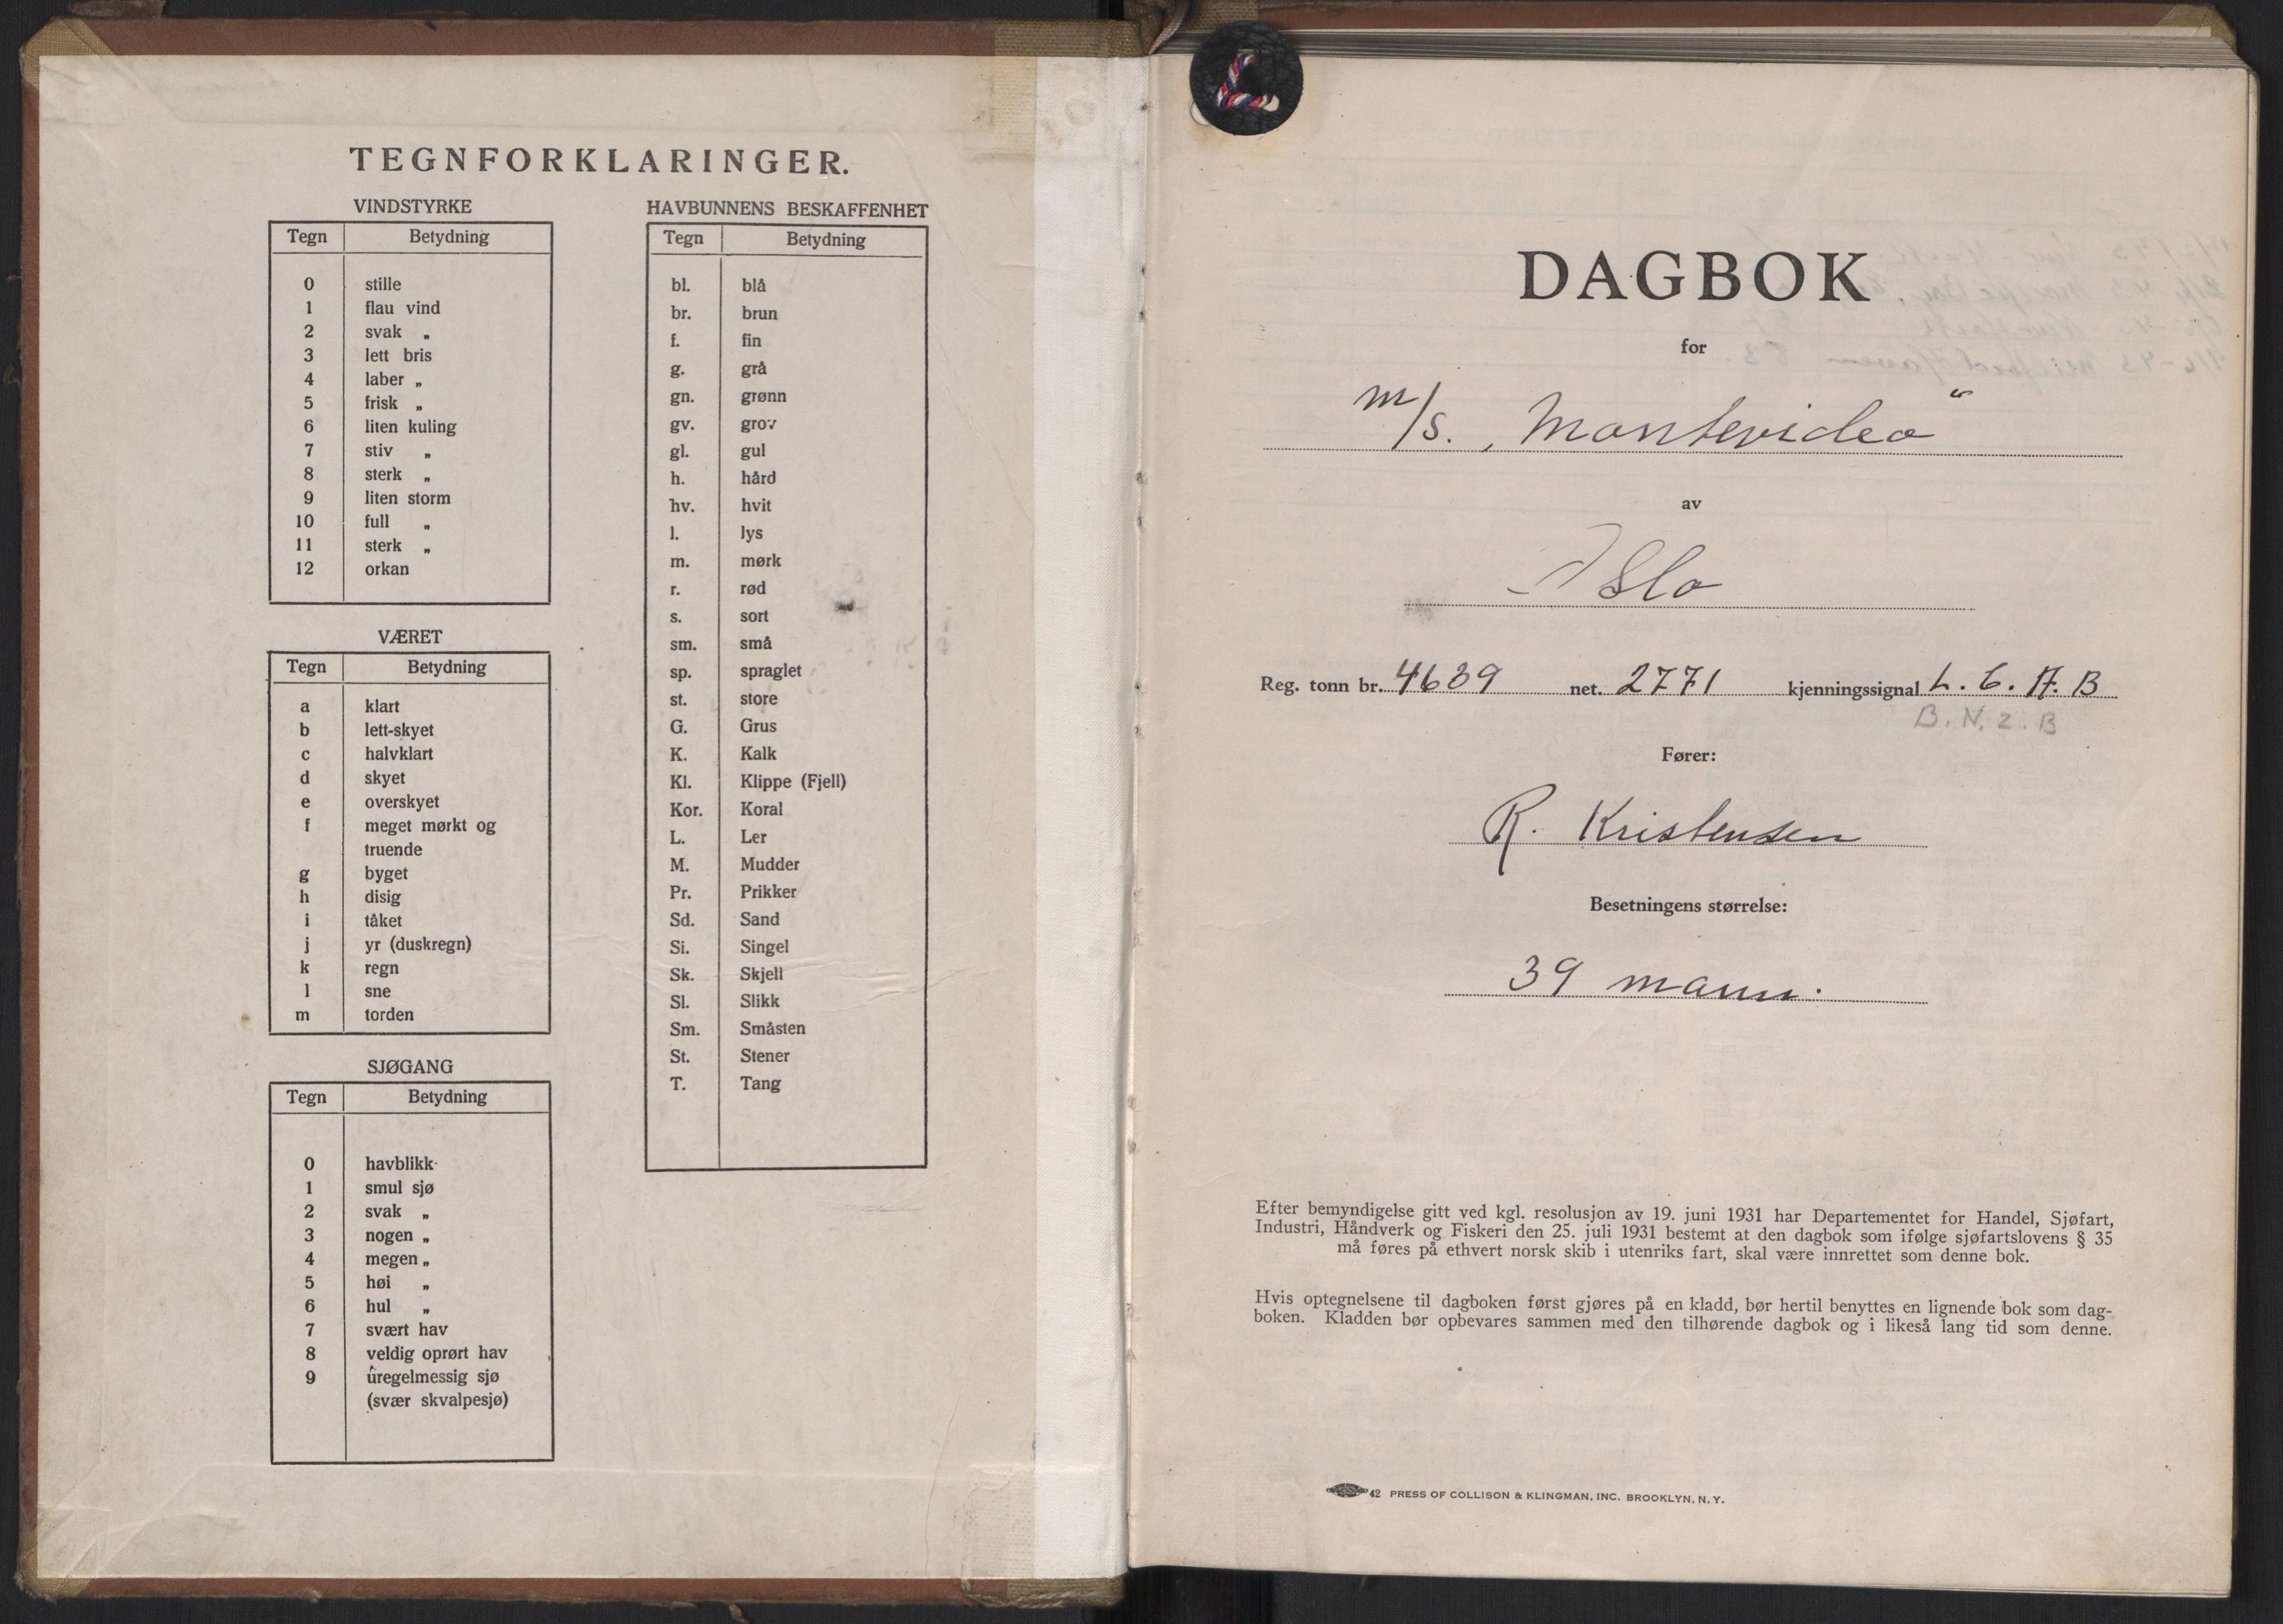 TEGNFORKLARINGER.
VINDSTYRKE
Tegn Betydning
0 stille
1 flau vind
2 svak „
3 lett bris
4 laber „
5 frisk „
6 liten kuling
7 stiv „
8 sterk „
9 liten storm
10 full „
11 sterk „
12 orkan
VÆRET
Tegn Betydning
a klart
b lett-skyet
c halvklart
d skyet
e overskyet
f meget mørkt og
truende
g byget
h disig
i tåket
j yr (duskregn)
k regn
l sne
m torden
SJØGANG
Tegn Betydning
0 havblikk
1 smul sjø
2 svak „
3 nogen „
4 megen „
5 høi „
6 hul „
7 svært hav
8 veldig oprørt hav
9 uregelmessig sjø
(svær skvalpesjø)
HAVBUNNENS BESKAFFENHET
Tegn Betydning
bl. blå
br. brun
f. fin
g. grå
gn. grønn
gv. grov
gl. gul
h. hård
hv. hvit
l. lys
m. mørk
r. rød
s. sort
sm. små
sp. spraglet
st. store
G. Grus
K. Kalk
Kl. Klippe (Fjell)
Kor. Koral
L. Ler
M. Mudder
Pr. Prikker
Sd. Sand
Si. Singel
Sk. Skjell
Sl. Slikk
Sm. Småsten
St. Stener
T. Tang
DAGBOK
for
M/S. „Montevideo“
av
Oslo
Reg. tonn br. 4639 net. 2771 kjenningssignal L. C. A. B
B. N. Z. B
Fører:
R. Kristensen
Besetningens størrelse:
39 mann.
Efter bemyndigelse gitt ved kgl. resolusjon av 19. juni 1931 har Departementet for Handel, Sjøfart,
Industri, Håndverk og Fiskeri den 25. juli 1931 bestemt at den dagbok som ifølge sjøfartslovens § 35
må føres på ethvert norsk skib i utenriks fart, skal være innrettet som denne bok.
Hvis optegnelsene til dagboken først gjøres på en kladd, bør hertil benyttes en lignende bok som dag-
boken. Kladden bør opbevares sammen med den tilhørende dagbok og i likeså lang tid som denne.
42 PRESS OF COLLISON & KLINGMAN, INC. BROOKLYN, N. Y.